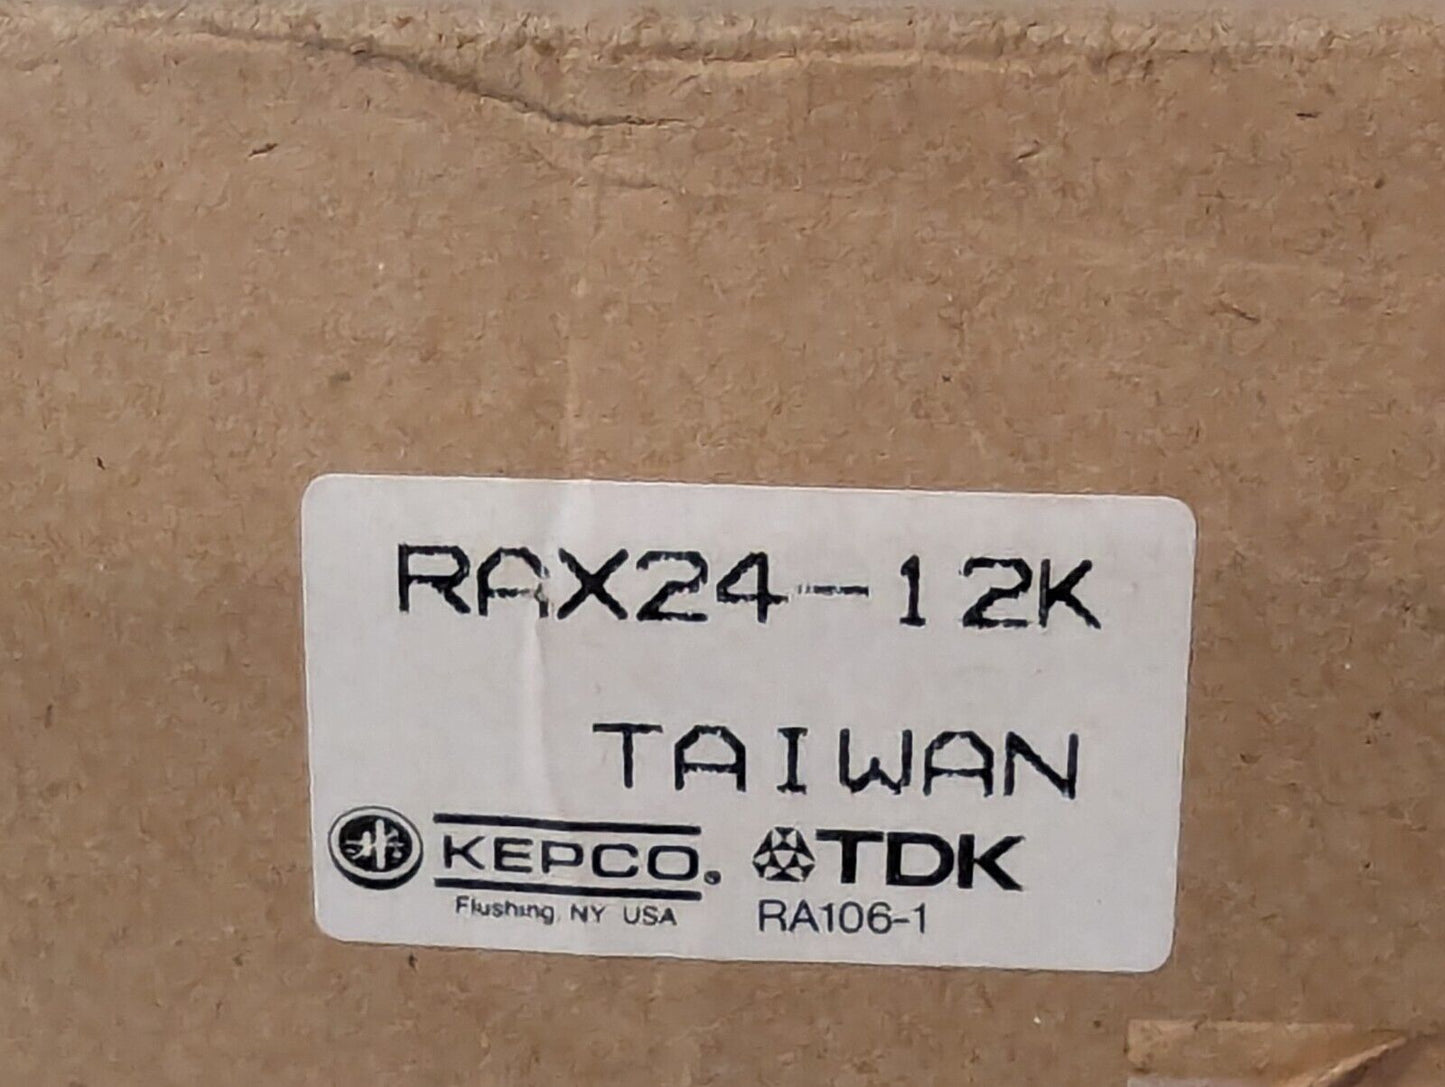 RAX24-12K
TAIWAN
KEPCO. TDK
Flushing, NY USA RA106-1